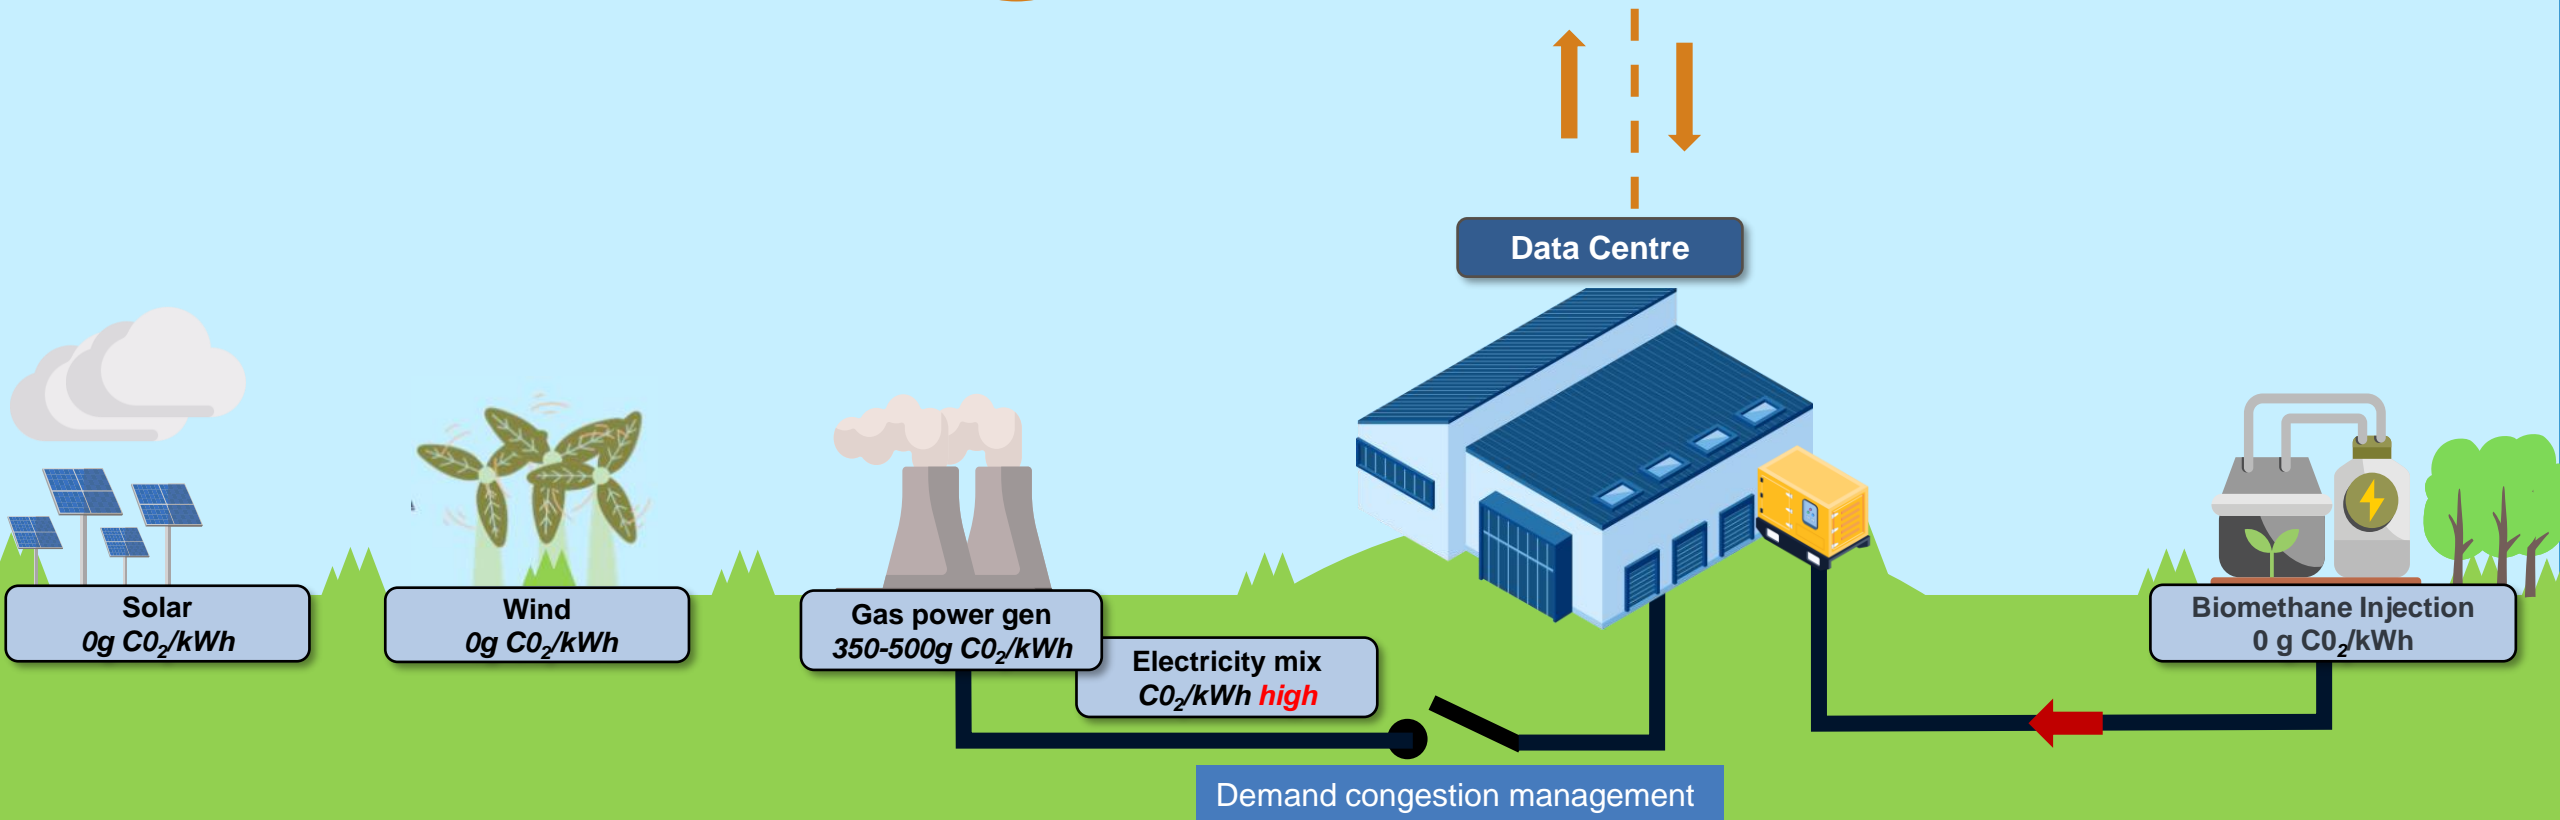 Data Centre
Solar
0g C0₂/kWh
Wind
0g C0₂/kWh
Gas power gen
350-500g C0₂/kWh
Electricity mix
C0₂/kWh high
Biomethane Injection
0 g C0₂/kWh
Demand congestion management